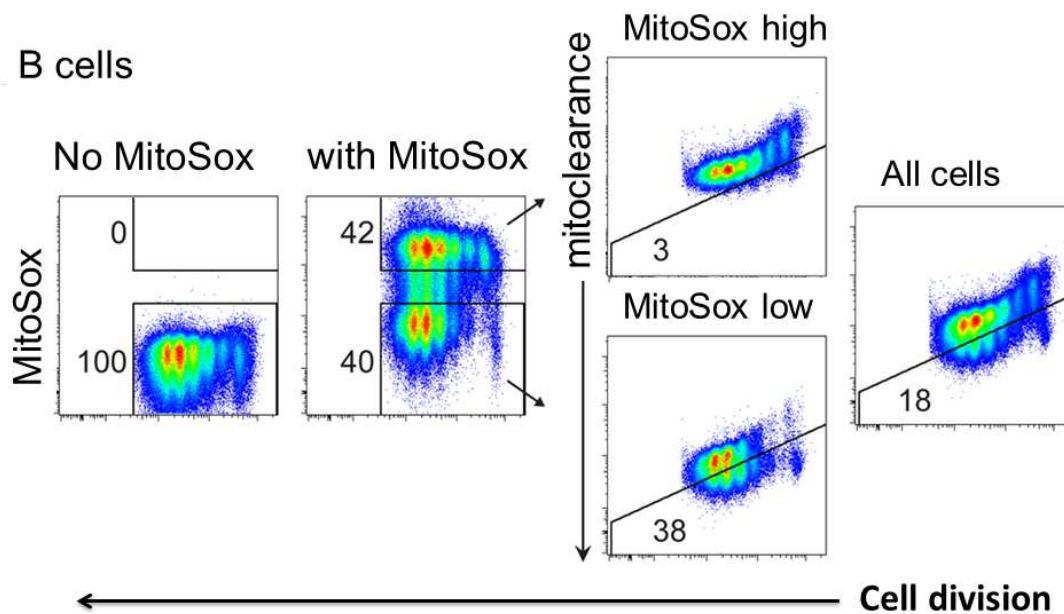 B cells
No MitoSox
with MitoSox
MitoSox
0
100
42
40
mitoclearance
MitoSox high
3
MitoSox low
38
All cells
18
Cell division